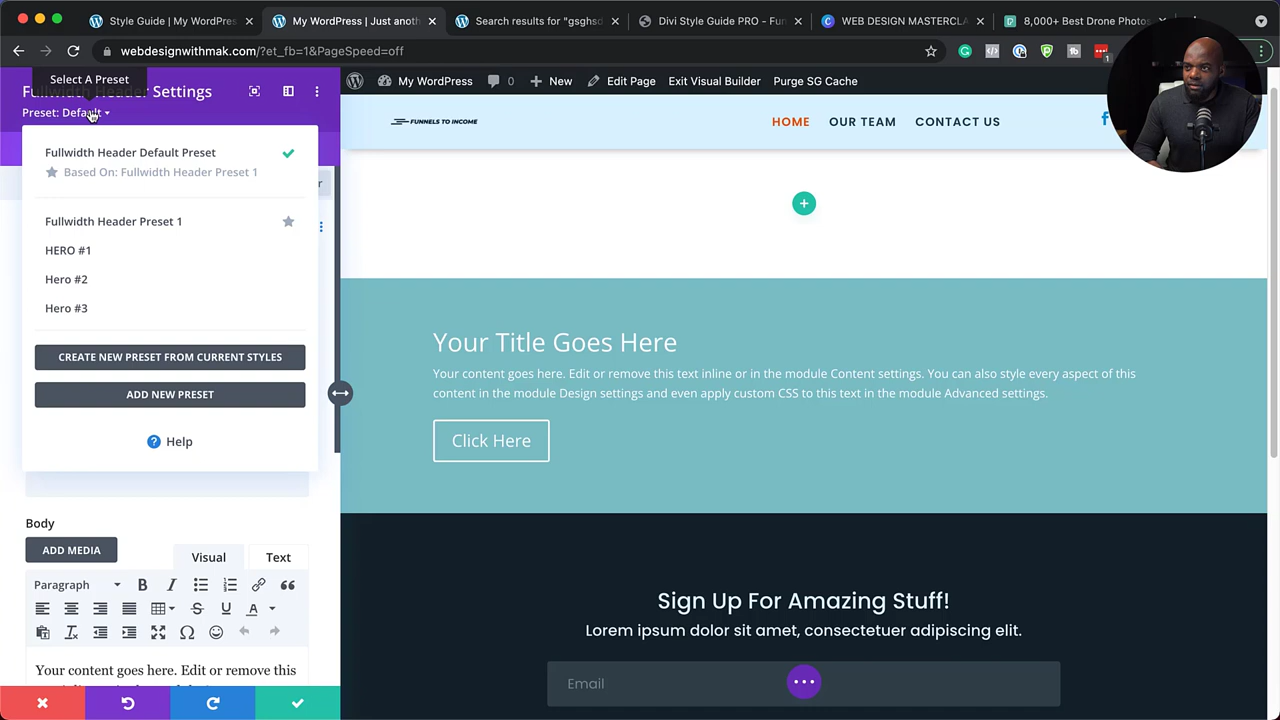 Style Guide | My WordPress
My WordPress | Just anoth
Search results for "gsghsd
Divi Style Guide PRO - Fun
WEB DESIGN MASTERCLA
8,000+ Best Drone Photos
webdesignwithmak.com/?et_fb=1&PageSpeed=off
1
Select A Preset
Fullwidth Header Settings
Preset: Default
Fullwidth Header Default Preset
Based On: Fullwidth Header Preset 1
Fullwidth Header Preset 1
HERO #1
Hero #2
Hero #3
CREATE NEW PRESET FROM CURRENT STYLES
ADD NEW PRESET
Help
Body
ADD MEDIA
Visual
Text
Paragraph
Your content goes here. Edit or remove this
My WordPress
0
New
Edit Page
Exit Visual Builder
Purge SG Cache
FUNNELS TO INCOME
HOME
OUR TEAM
CONTACT US
Your Title Goes Here
Your content goes here. Edit or remove this text inline or in the module Content settings. You can also style every aspect of this
content in the module Design settings and even apply custom CSS to this text in the module Advanced settings.
Click Here
Sign Up For Amazing Stuff!
Lorem ipsum dolor sit amet, consectetuer adipiscing elit.
Email